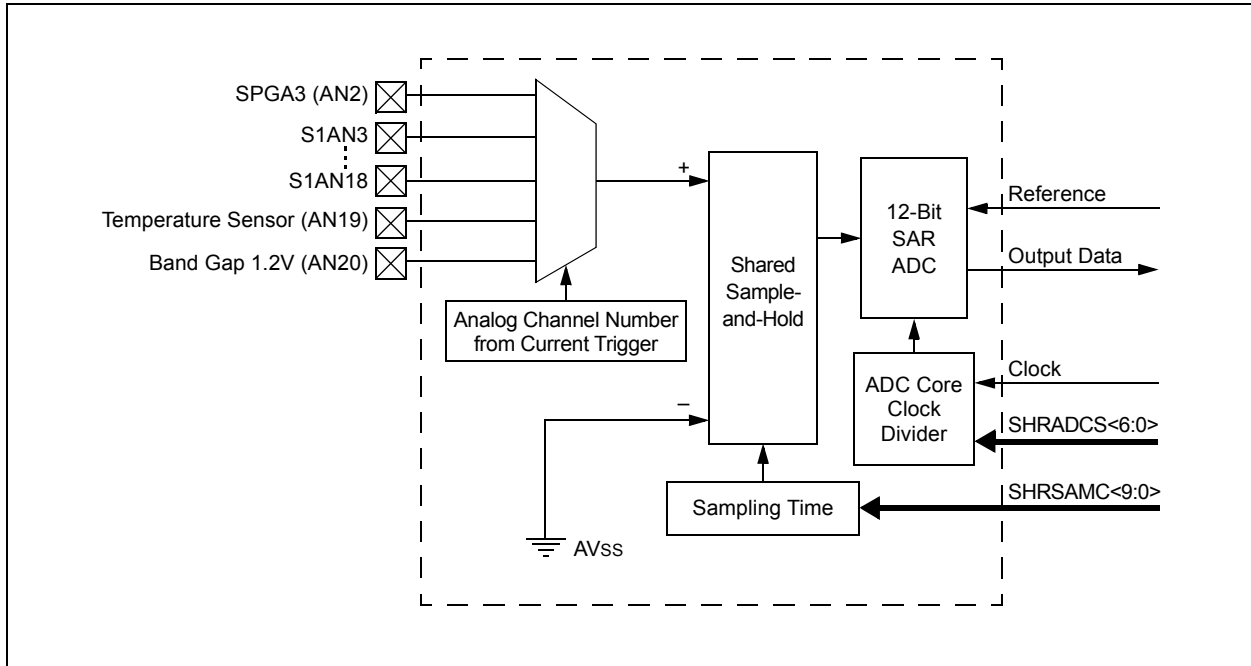 SPGA3 (AN2)
S1AN3
S1AN18
Temperature Sensor (AN19)
Band Gap 1.2V (AN20)
Analog Channel Number
from Current Trigger
+
–
AVSS
Shared
Sample-
and-Hold
Sampling Time
12-Bit
SAR
ADC
ADC Core
Clock
Divider
Reference
Output Data
Clock
SHRADCS<6:0>
SHRSAMC<9:0>